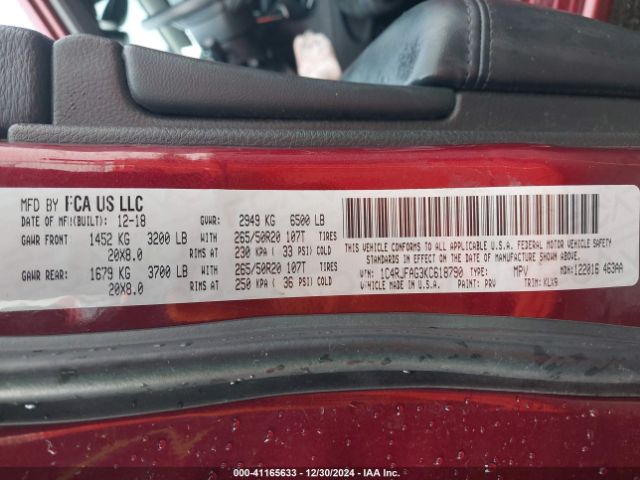 MFD BY FCA US LLC
DATE OF MFR(BUILT): 12-18 GVWR: 2949 KG 6500 LB
GAWR FRONT: 1452 KG 3200 LB WITH 265/50R20 107T TIRES
20X8.0 RIMS AT 230 KPA ( 33 PSI) COLD
GAWR REAR: 1679 KG 3700 LB WITH 265/50R20 107T TIRES
20X8.0 RIMS AT 250 KPA ( 36 PSI) COLD
THIS VEHICLE CONFORMS TO ALL APPLICABLE U.S.A. FEDERAL MOTOR VEHICLE SAFETY
STANDARDS IN EFFECT ON THE DATE OF MANUFACTURE SHOWN ABOVE.
VIN: 1C4RJFAG3KC618790 TYPE: MPV MDH: 122016 463AA
VEHICLE MADE IN U.S.A. PAINT: PRV TRIM: KLX9
000-41165633 - 12/30/2024 - IAA Inc.